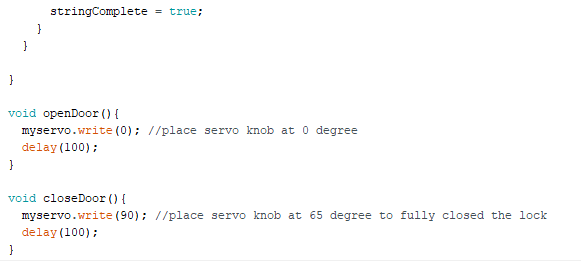 stringComplete = true;
}
}
}
void openDoor(){
myservo.write(0); //place servo knob at 0 degree
delay(100);
}
void closeDoor(){
myservo.write(90); //place servo knob at 65 degree to fully closed the lock
delay(100);
}